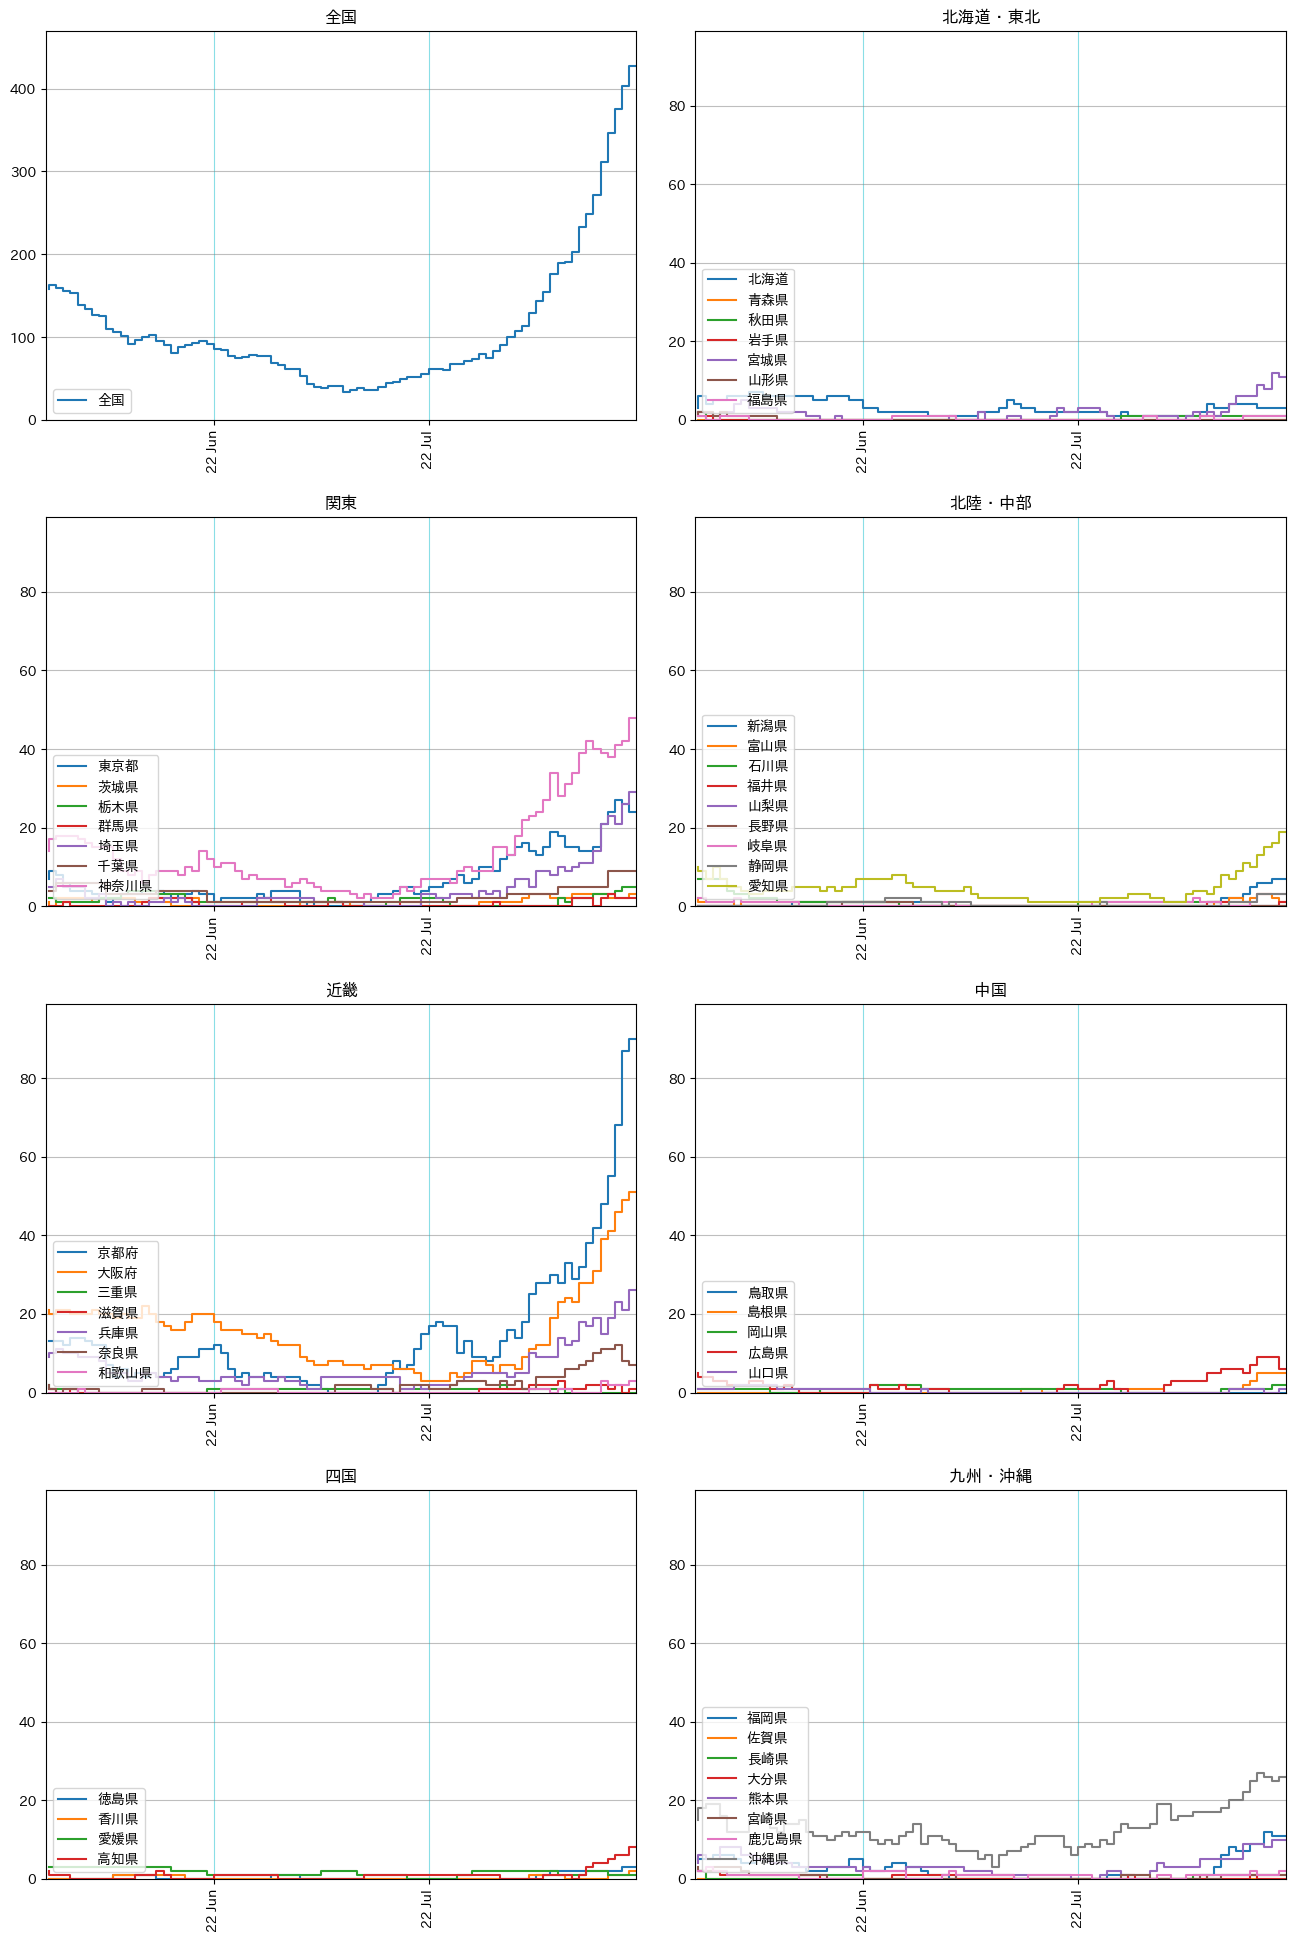 全国
400
300
200
100
0
全国
22 Jun
22 Jul
北海道・東北
80
60
40
20
0
北海道
青森県
秋田県
岩手県
宮城県
山形県
福島県
22 Jun
22 Jul
関東
80
60
40
20
0
東京都
茨城県
栃木県
群馬県
埼玉県
千葉県
神奈川県
22 Jun
22 Jul
北陸・中部
80
60
40
20
0
新潟県
富山県
石川県
福井県
山梨県
長野県
岐阜県
静岡県
愛知県
22 Jun
22 Jul
近畿
80
60
40
20
0
京都府
大阪府
三重県
滋賀県
兵庫県
奈良県
和歌山県
22 Jun
22 Jul
中国
80
60
40
20
0
鳥取県
島根県
岡山県
広島県
山口県
22 Jun
22 Jul
四国
80
60
40
20
0
徳島県
香川県
愛媛県
高知県
22 Jun
22 Jul
九州・沖縄
80
60
40
20
0
福岡県
佐賀県
長崎県
大分県
熊本県
宮崎県
鹿児島県
沖縄県
22 Jun
22 Jul